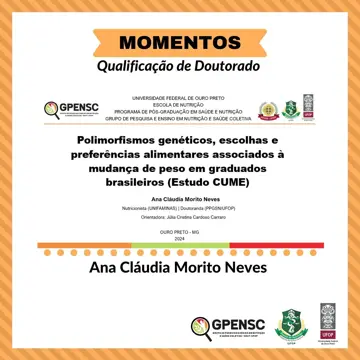 MOMENTOS
Qualificação de Doutorado
UNIVERSIDADE FEDERAL DE OURO PRETO
ESCOLA DE NUTRIÇÃO
PROGRAMA DE PÓS-GRADUAÇÃO EM SAÚDE E NUTRIÇÃO
GRUPO DE PESQUISA E ENSINO EM NUTRIÇÃO E SAÚDE COLETIVA
GPENSC
UFOP
Polimorfismos genéticos, escolhas e
preferências alimentares associados à
mudança de peso em graduados
brasileiros (Estudo CUME)
Ana Cláudia Morito Neves
Nutricionista (UNIFAMINAS) | Doutoranda (PPGSN/UFOP)
Orientadora: Júlia Cristina Cardoso Carraro
OURO PRETO - MG
2024
Ana Cláudia Morito Neves
GPENSC
UFOP